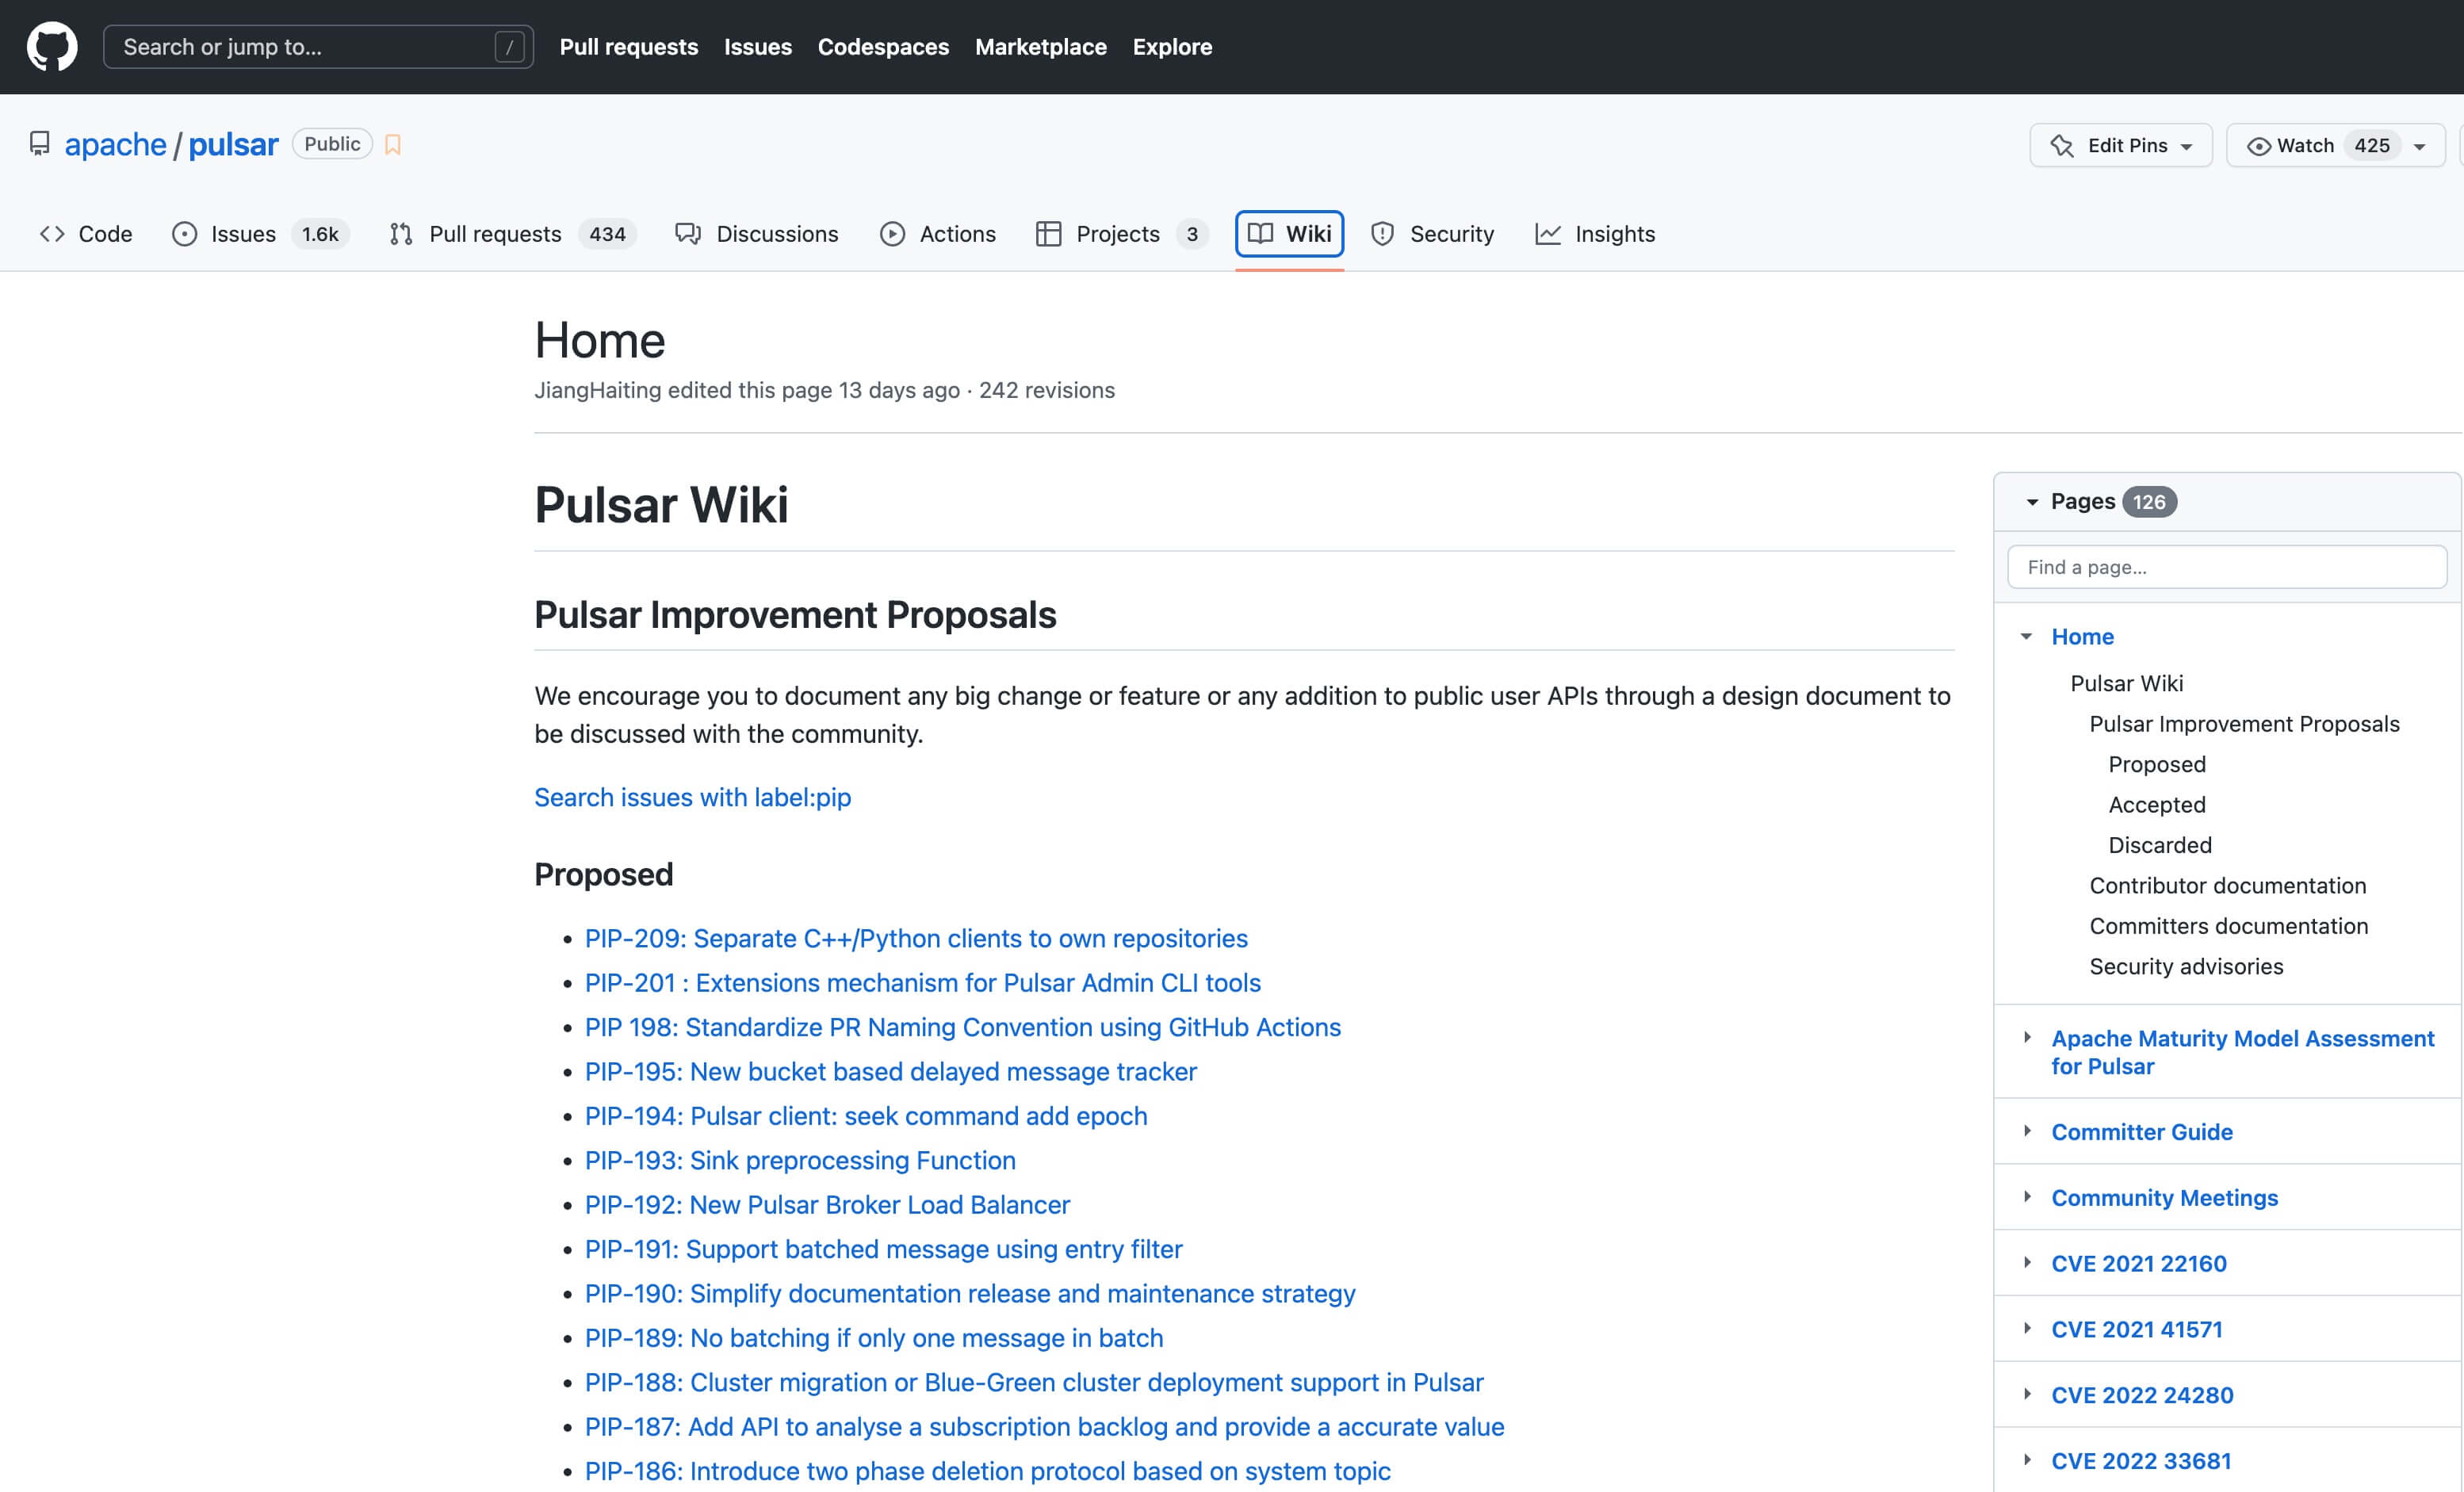 Search or jump to... / Pull requests Issues Codespaces Marketplace Explore
apache / pulsar Public Edit Pins Watch 425
Code Issues 1.6k Pull requests 434 Discussions Actions Projects 3 Wiki Security Insights
Home
JiangHaiting edited this page 13 days ago · 242 revisions
Pulsar Wiki
Pulsar Improvement Proposals
We encourage you to document any big change or feature or any addition to public user APIs through a design document to
be discussed with the community.
Search issues with label:pip
Proposed
• PIP-209: Separate C++/Python clients to own repositories
• PIP-201 : Extensions mechanism for Pulsar Admin CLI tools
• PIP 198: Standardize PR Naming Convention using GitHub Actions
• PIP-195: New bucket based delayed message tracker
• PIP-194: Pulsar client: seek command add epoch
• PIP-193: Sink preprocessing Function
• PIP-192: New Pulsar Broker Load Balancer
• PIP-191: Support batched message using entry filter
• PIP-190: Simplify documentation release and maintenance strategy
• PIP-189: No batching if only one message in batch
• PIP-188: Cluster migration or Blue-Green cluster deployment support in Pulsar
• PIP-187: Add API to analyse a subscription backlog and provide a accurate value
• PIP-186: Introduce two phase deletion protocol based on system topic
Pages 126
Find a page...
Home
Pulsar Wiki
Pulsar Improvement Proposals
Proposed
Accepted
Discarded
Contributor documentation
Committers documentation
Security advisories
Apache Maturity Model Assessment
for Pulsar
Committer Guide
Community Meetings
CVE 2021 22160
CVE 2021 41571
CVE 2022 24280
CVE 2022 33681